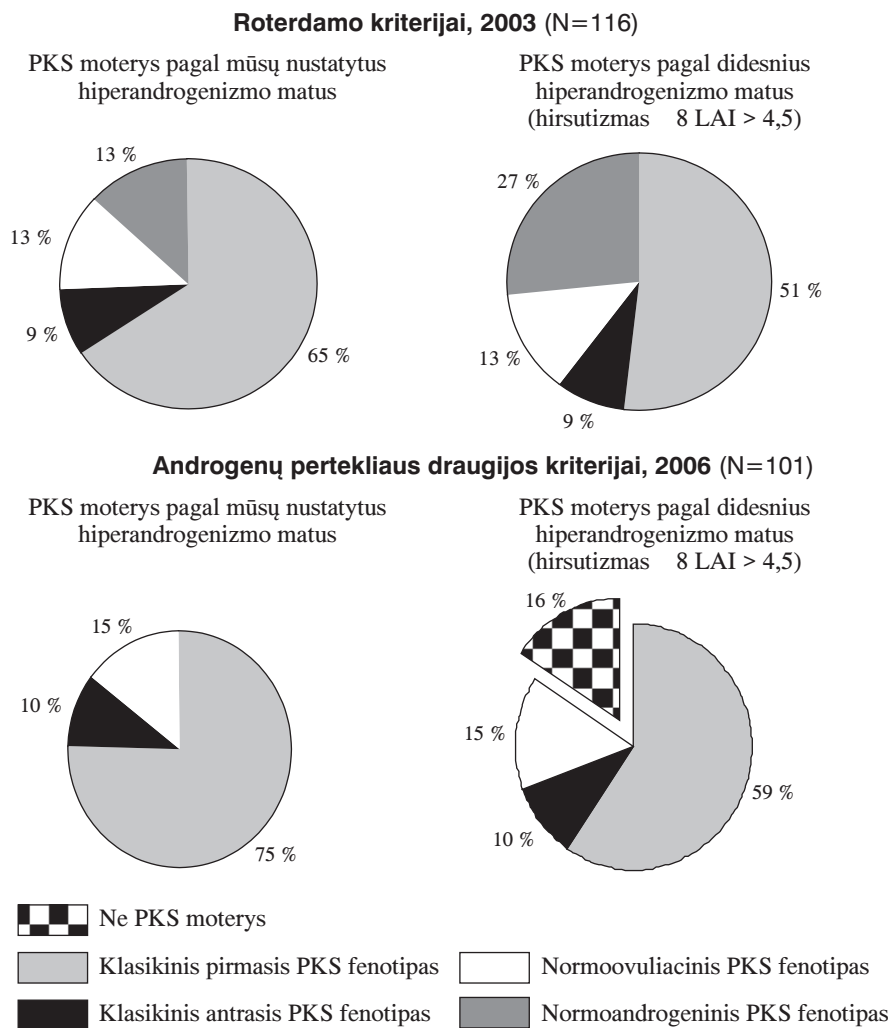 Roterdamo kriterijai, 2003 (N=116)
PKS moterys pagal mūsų nustatytus
hiperandrogenizmo matus
PKS moterys pagal didesnius
hiperandrogenizmo matus
(hirsutizmas 8 LAI > 4,5)
13 %
13 %
9 %
65 %
27 %
13 %
9 %
51 %
Androgenų pertekliaus draugijos kriterijai, 2006 (N=101)
PKS moterys pagal mūsų nustatytus
hiperandrogenizmo matus
PKS moterys pagal didesnius
hiperandrogenizmo matus
(hirsutizmas 8 LAI > 4,5)
15 %
10 %
75 %
16 %
15 %
10 %
59 %
Ne PKS moterys
Klasikinis pirmasis PKS fenotipas
Normoovuliacinis PKS fenotipas
Klasikinis antrasis PKS fenotipas
Normoandrogeninis PKS fenotipas